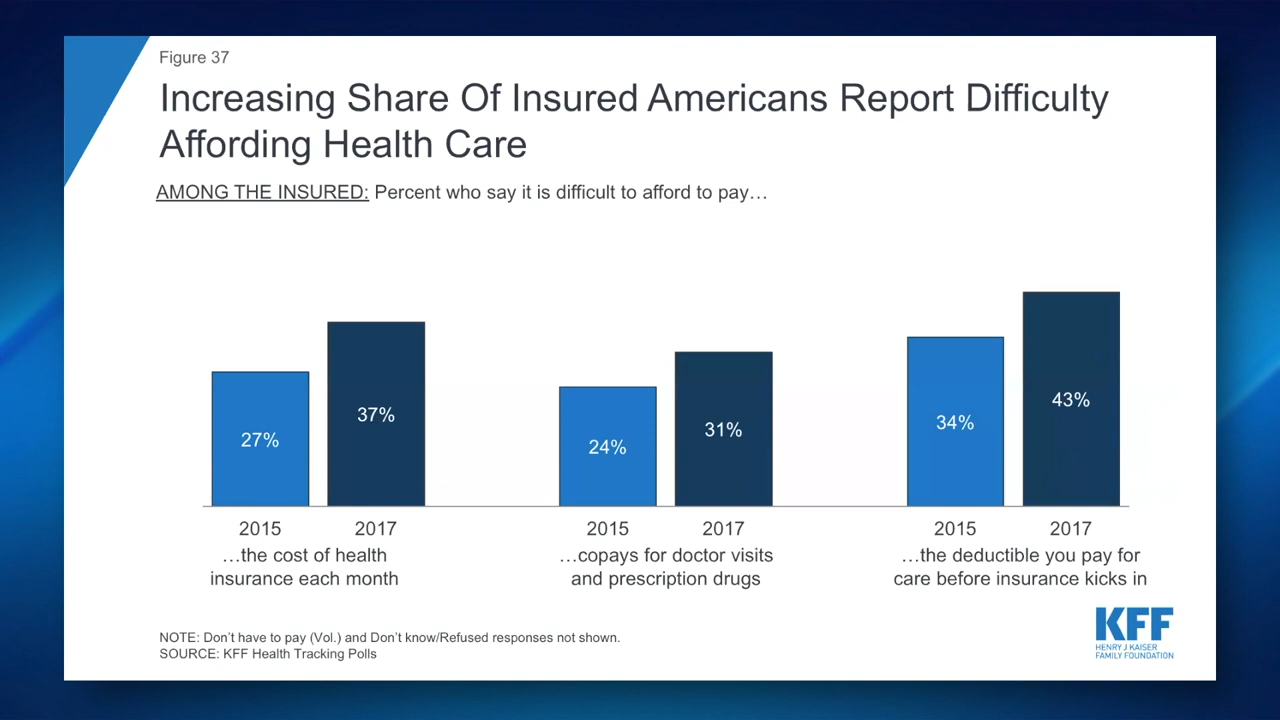 Figure 37
Increasing Share Of Insured Americans Report Difficulty
Affording Health Care
AMONG THE INSURED: Percent who say it is difficult to afford to pay…
27%
37%
24%
31%
34%
43%
2015 2017 2015 2017 2015 2017
…the cost of health
insurance each month
…copays for doctor visits
and prescription drugs
…the deductible you pay for
care before insurance kicks in
NOTE: Don’t have to pay (Vol.) and Don’t know/Refused responses not shown.
SOURCE: KFF Health Tracking Polls
KFF
HENRY J KAISER
FAMILY FOUNDATION